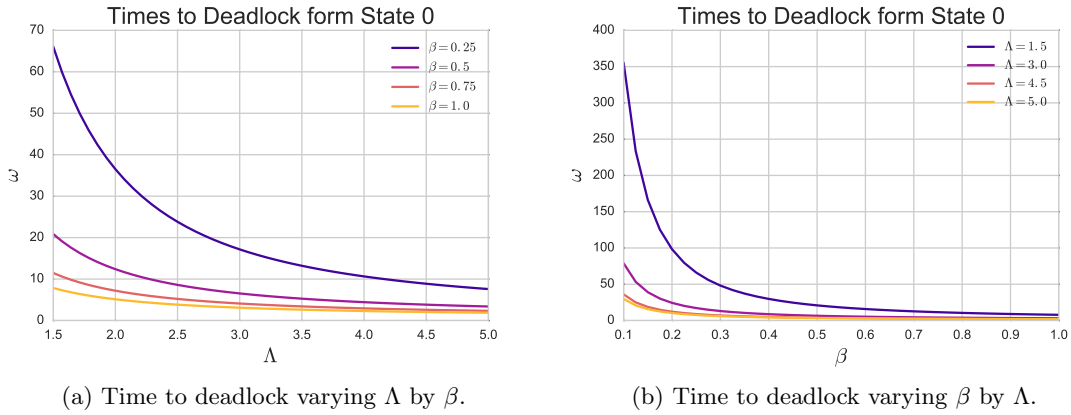 Times to Deadlock form State 0
70
60
50
40
30
20
10
0
ω
β=0.25
β=0.5
β=0.75
β=1.0
1.5 2.0 2.5 3.0 3.5 4.0 4.5 5.0
Λ
(a) Time to deadlock varying Λ by β.
Times to Deadlock form State 0
400
350
300
250
200
150
100
50
0
ω
Λ=1.5
Λ=3.0
Λ=4.5
Λ=5.0
0.1 0.2 0.3 0.4 0.5 0.6 0.7 0.8 0.9 1.0
β
(b) Time to deadlock varying β by Λ.